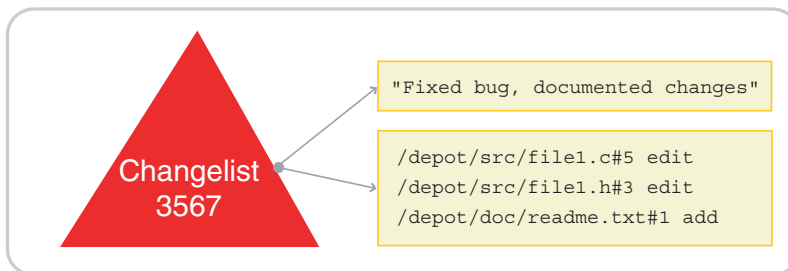 Changelist
3567
"Fixed bug, documented changes"
/depot/src/file1.c#5 edit
/depot/src/file1.h#3 edit
/depot/doc/readme.txt#1 add